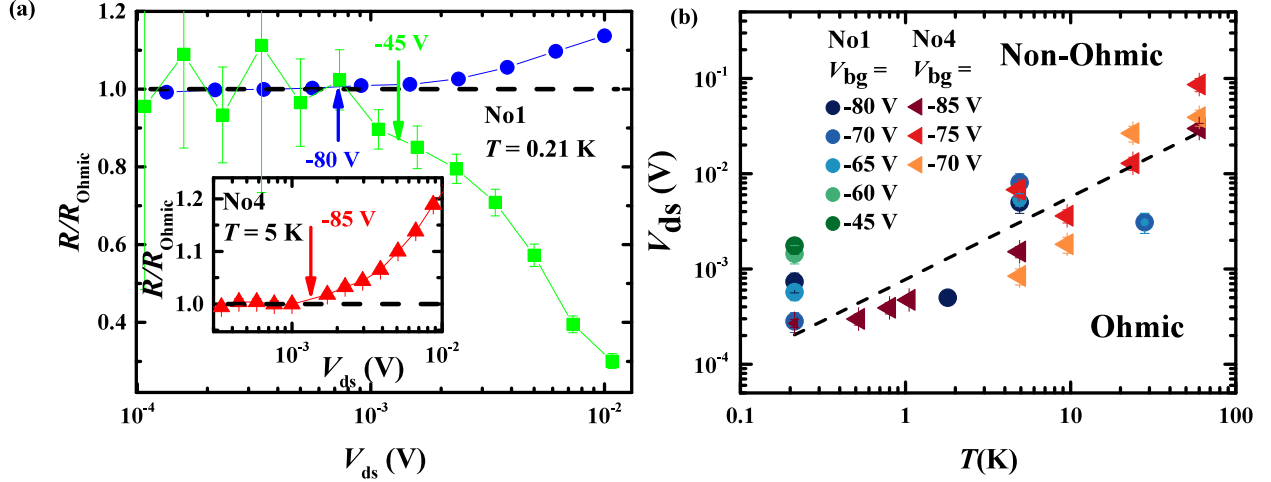 (a)
R/R_Ohmic
1.2
1.0
0.8
0.6
0.4
-45 V
-80 V
No1
T = 0.21 K
No4
T = 5 K
-85 V
R/R_Ohmic
1.2
1.1
1.0
10^-3
10^-2
V_ds (V)
10^-4
10^-3
10^-2
V_ds (V)
(b)
V_ds (V)
10^-1
10^-2
10^-3
10^-4
No1 No4
V_bg = V_bg =
-80 V -85 V
-70 V -75 V
-65 V -70 V
-60 V
-45 V
Non-Ohmic
Ohmic
0.1 1 10 100
T(K)